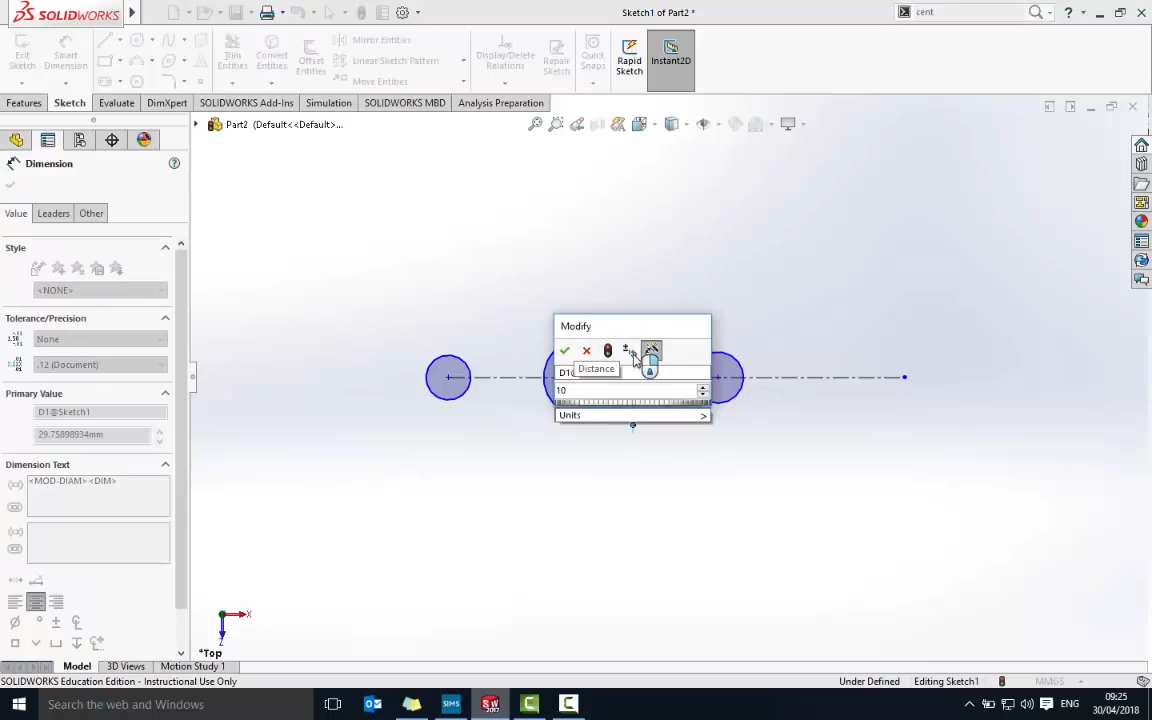 SOLIDWORKS
Sketch1 of Part2 *
cent
Exit Sketch
Smart Dimension
Trim Entities
Convert Entities
Offset Entities
Mirror Entities
Linear Sketch Pattern
Move Entities
Display/Delete Relations
Repair Sketch
Quick Snaps
Rapid Sketch
Instant2D
Features
Sketch
Evaluate
DimXpert
SOLIDWORKS Add-Ins
Simulation
SOLIDWORKS MBD
Analysis Preparation
Part2 (Default<<Default>...
Dimension
Value
Leaders
Other
Style
<NONE>
Tolerance/Precision
None
.12 (Document)
Primary Value
D1@Sketch1
29.75898934mm
Dimension Text
<MOD-DIAM> <DIM>
Modify
Distance
10
Units >
X
Z
*Top
Model
3D Views
Motion Study 1
SOLIDWORKS Education Edition - Instructional Use Only
Under Defined
Editing Sketch1
MMGS
Search the web and Windows
SIMS
SW
2017
ENG
09:25
30/04/2018